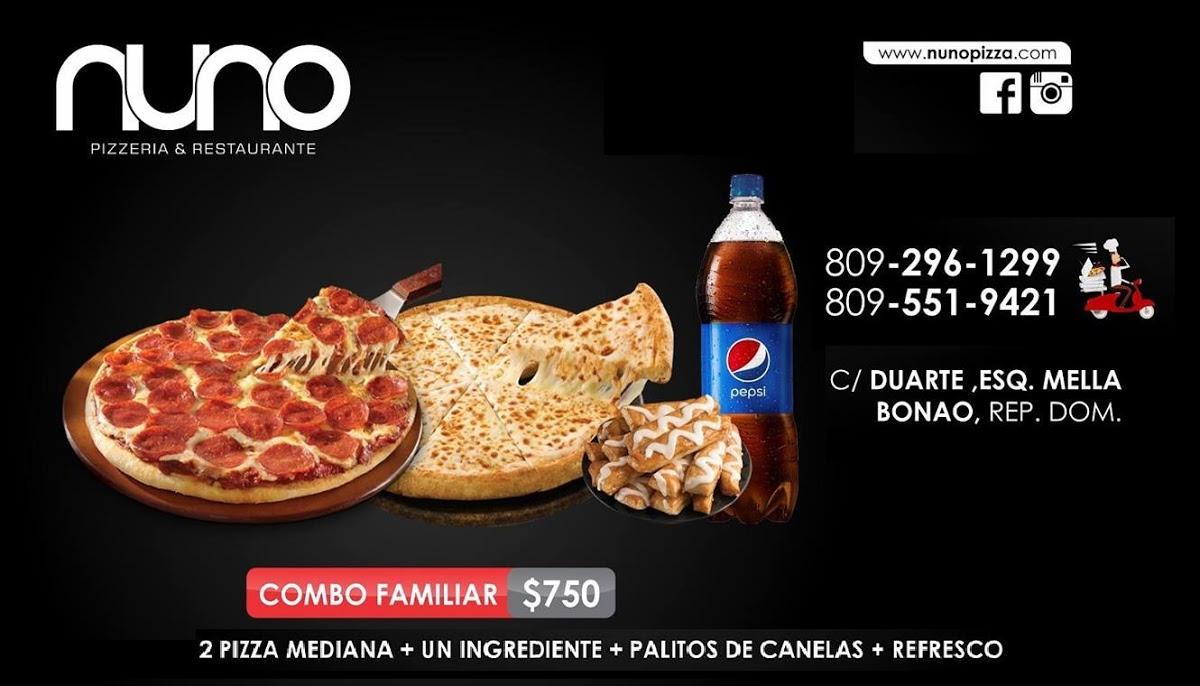 nuno
PIZZERIA & RESTAURANTE
www.nunopizza.com
809-296-1299
809-551-9421
C/ DUARTE ,ESQ. MELLA
BONAO, REP. DOM.
pepsi
COMBO FAMILIAR $750
2 PIZZA MEDIANA + UN INGREDIENTE + PALITOS DE CANELAS + REFRESCO